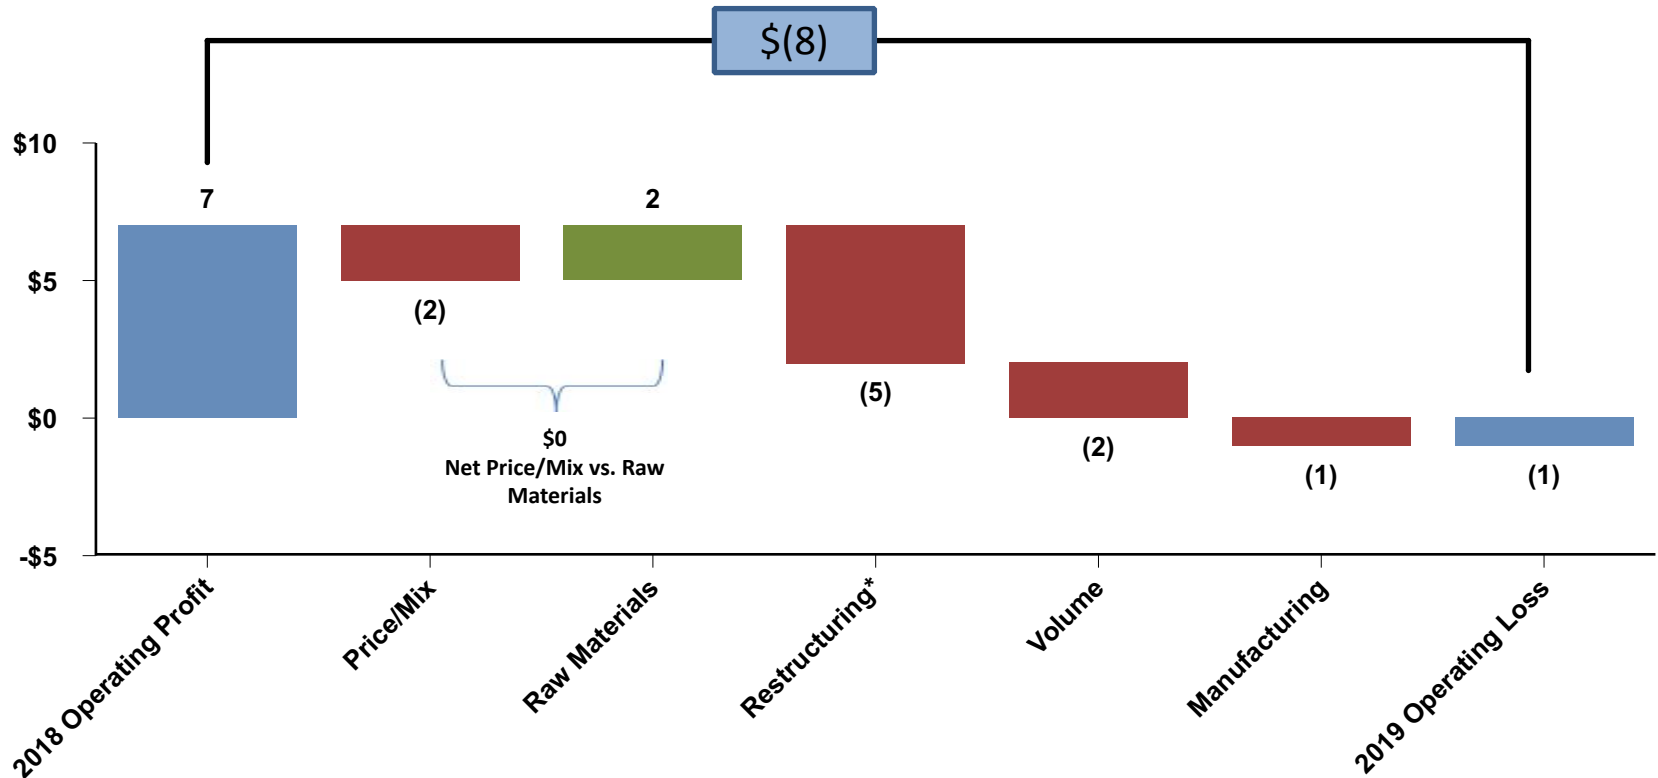 $(8)
$10
$5
$0
-$5
7
(2)
2
(5)
(2)
(1)
(1)
$0
Net Price/Mix vs. Raw
Materials
2018 Operating Profit
Price/Mix
Raw Materials
Restructuring*
Volume
Manufacturing
2019 Operating Loss